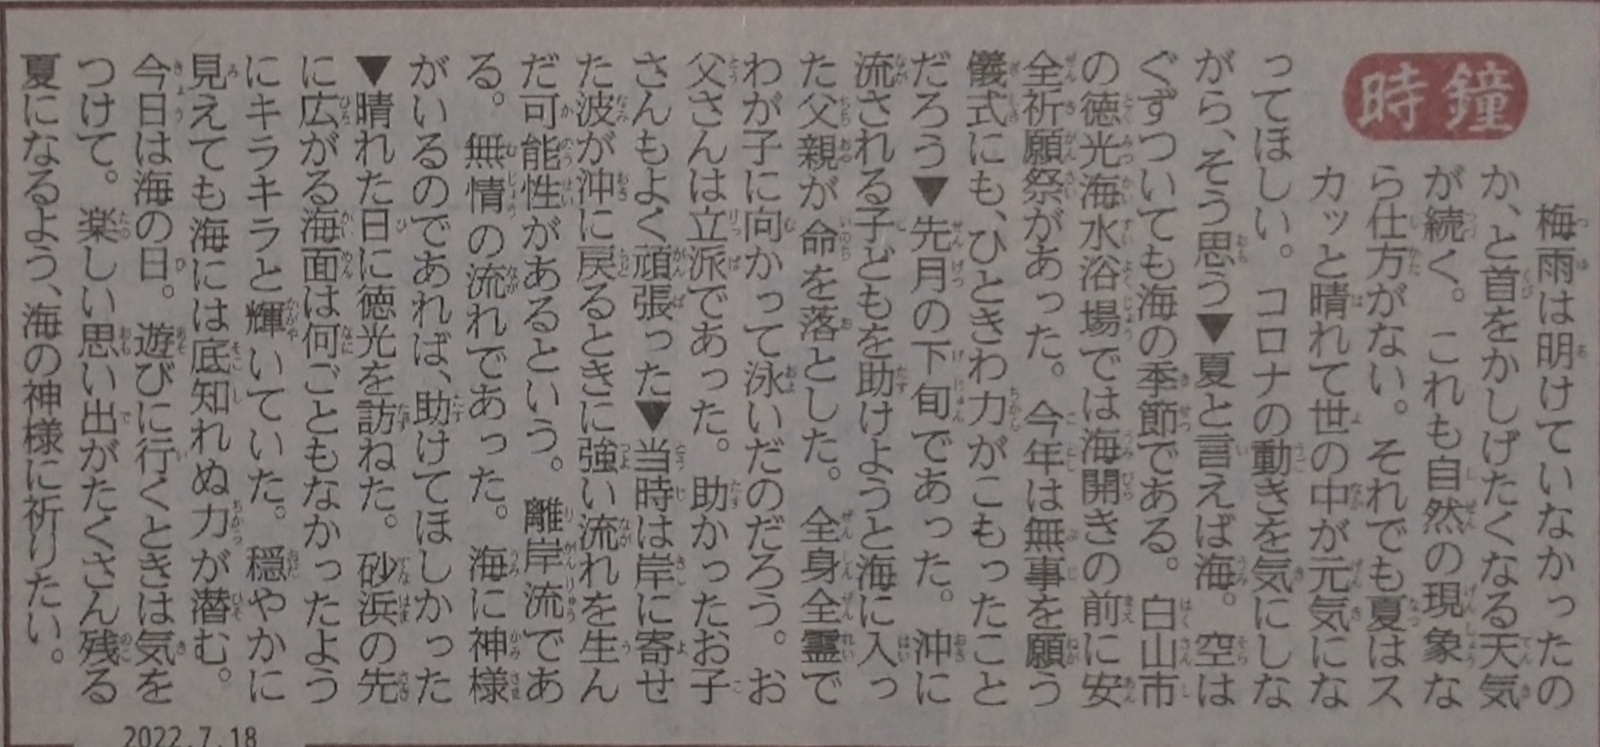 時鐘
梅雨は明けていなかったの
か、と首をかしげたくなる天気
が続く。これも自然の現象な
ら仕方がない。それでも夏はス
カッと晴れて世の中が元気にな
ってほしい。コロナの動きを気にしな
がら、そう思う▼夏と言えば海。空は
ぐずついても海の季節である。白山市
の徳光海水浴場では海開きの前に安
全祈願祭があった。今年は無事を願う
儀式にも、ひときわ力がこもったこと
だろう▼先月の下旬であった。沖に
流される子どもを助けようと海に入っ
た父親が命を落とした。全身全霊で
わが子に向かって泳いだのだろう。お
父さんは立派であった。助かったお子
さんもよく頑張った▼当時は岸に寄せ
た波が沖に戻るときに強い流れを生ん
だ可能性があるという。離岸流であ
る。無情の流れであった。海に神様
がいるのであれば、助けてほしかった
▼晴れた日に徳光を訪ねた。砂浜の先
に広がる海面は何ごともなかったよう
にキラキラと輝いていた。穏やかに
見えても海には底知れぬ力が潜む。
今日は海の日。遊びに行くときは気を
つけて。楽しい思い出がたくさん残る
夏になるよう、海の神様に祈りたい。
2022.7.18